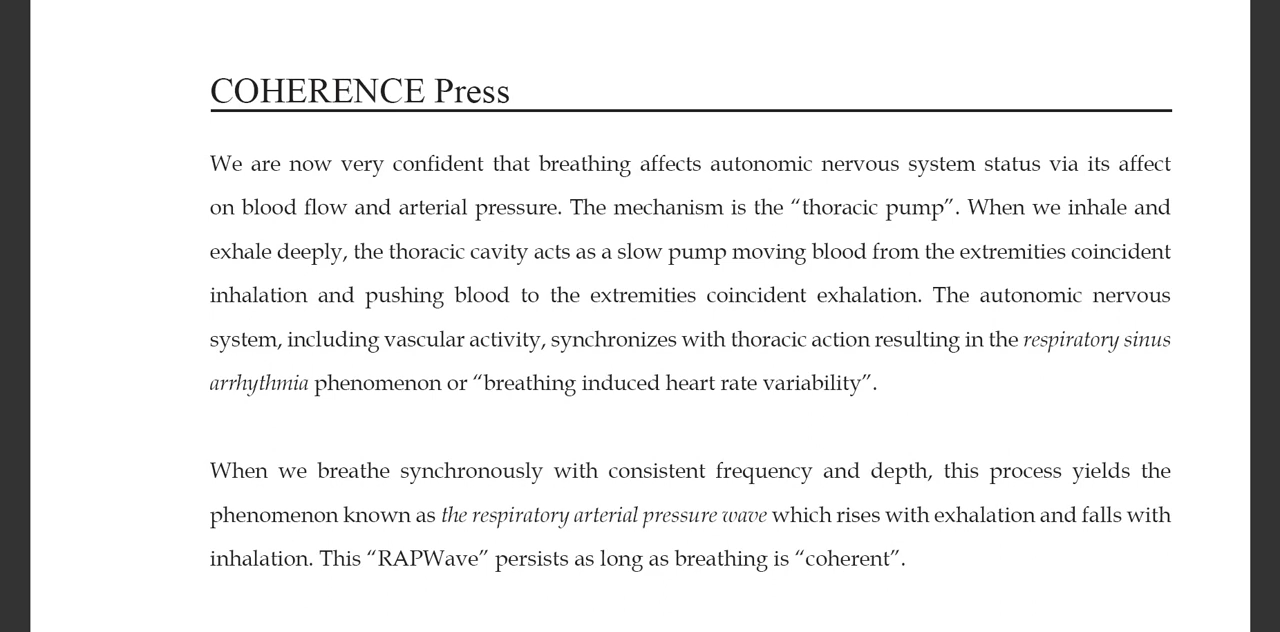 COHERENCE Press
We are now very confident that breathing affects autonomic nervous system status via its affect
on blood flow and arterial pressure. The mechanism is the “thoracic pump”. When we inhale and
exhale deeply, the thoracic cavity acts as a slow pump moving blood from the extremities coincident
inhalation and pushing blood to the extremities coincident exhalation. The autonomic nervous
system, including vascular activity, synchronizes with thoracic action resulting in the respiratory sinus
arrhythmia phenomenon or “breathing induced heart rate variability”.
When we breathe synchronously with consistent frequency and depth, this process yields the
phenomenon known as the respiratory arterial pressure wave which rises with exhalation and falls with
inhalation. This “RAPWave” persists as long as breathing is “coherent”.